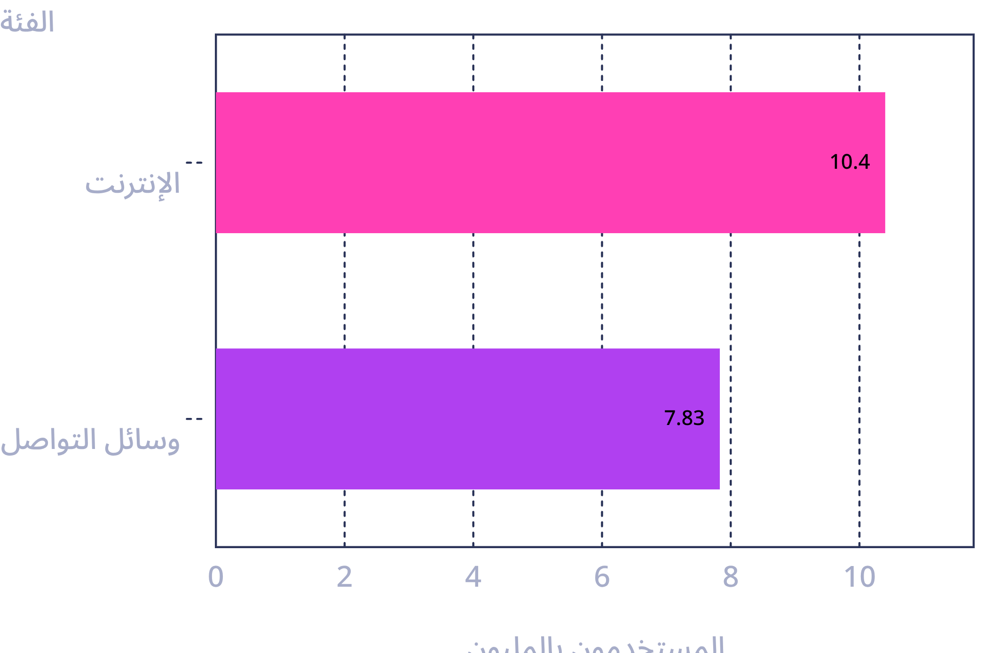 الفئة
الإنترنت
10.4
وسائل التواصل
7.83
0 2 4 6 8 10
المستخدمون بالمليون